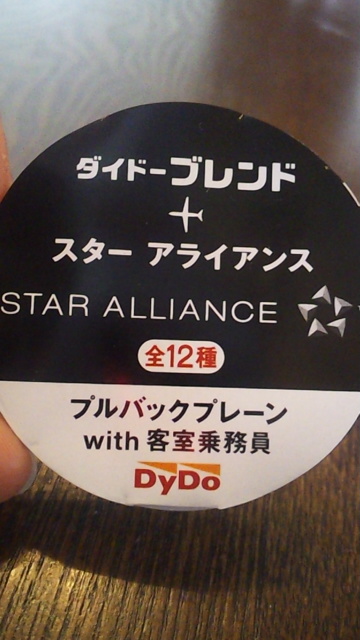 ダイドーブレンド
スター アライアンス
STAR ALLIANCE
全12種
プルバックプレーン
with 客室乗務員
DyDo